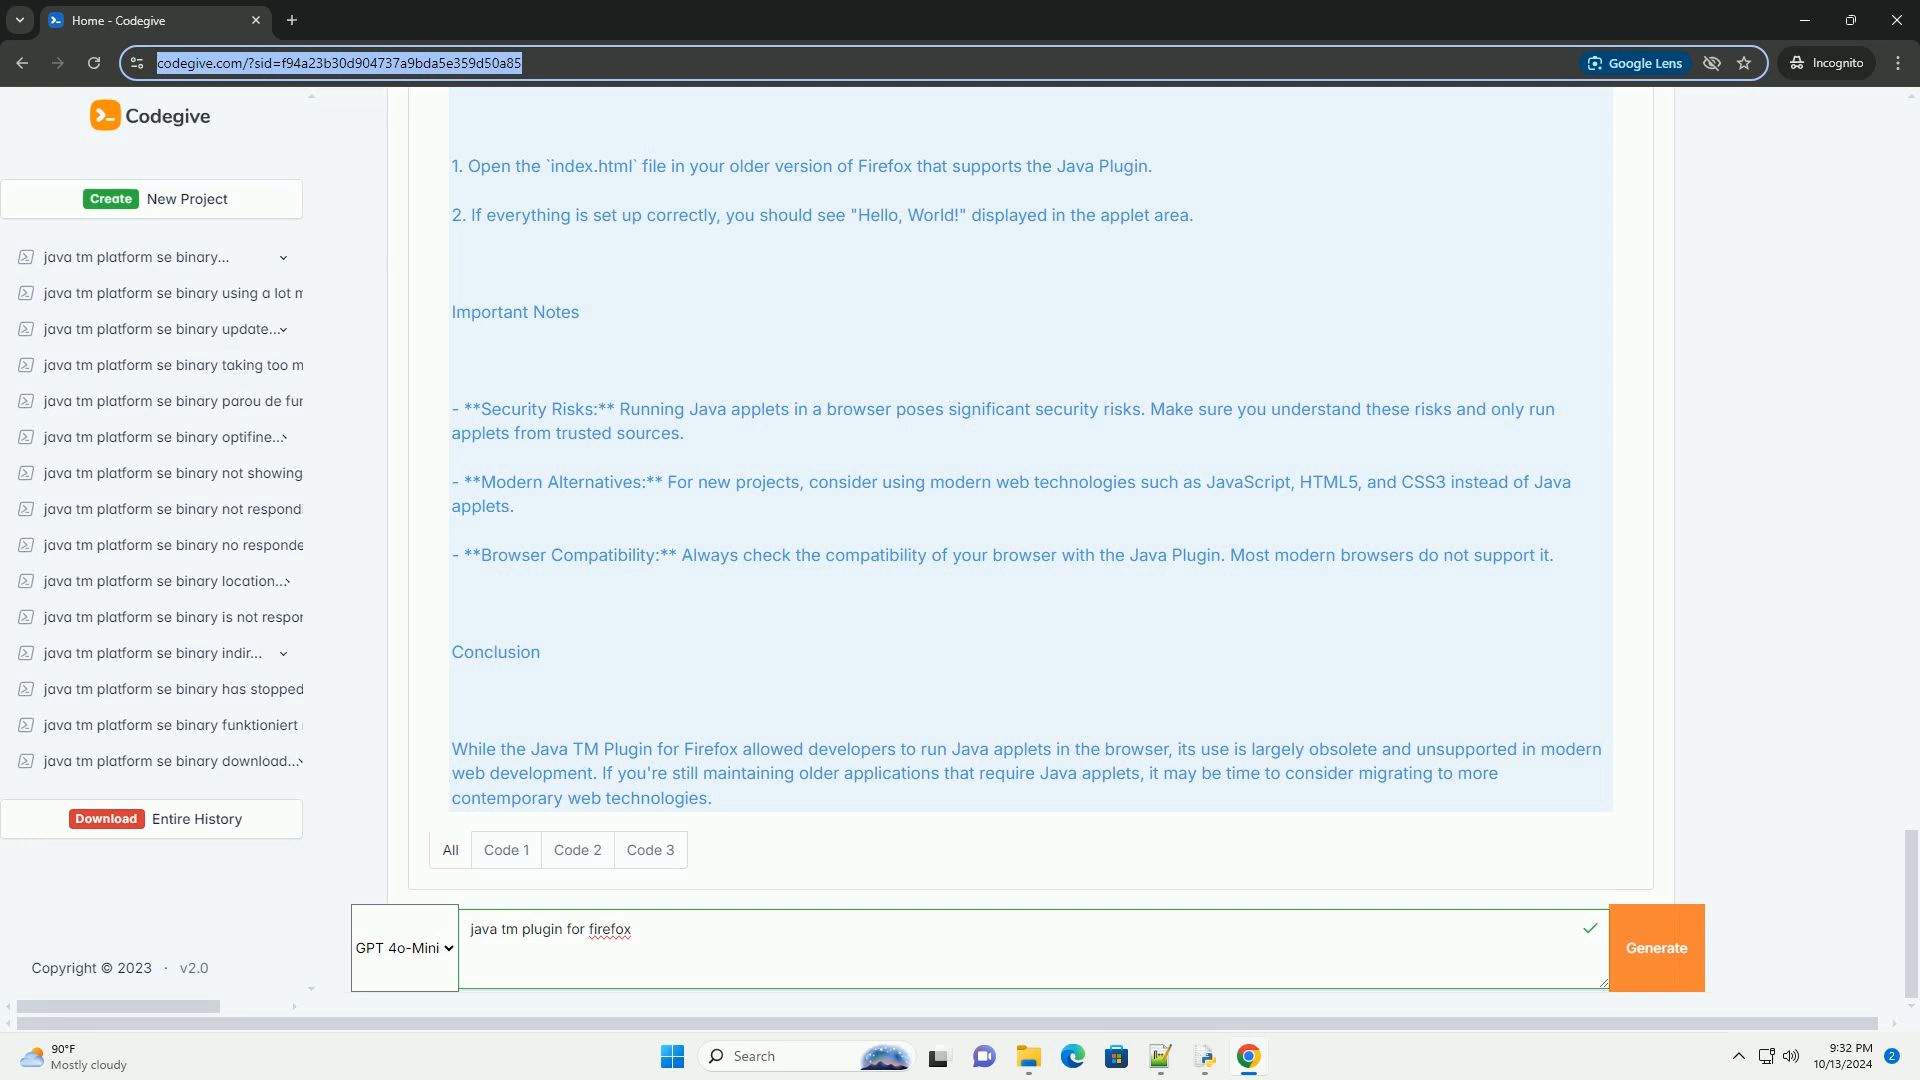 Home - Codegive
codegive.com/?sid=f94a23b30d904737a9bda5e359d50a85
Google Lens
Incognito
Codegive
Create New Project
java tm platform se binary...
java tm platform se binary using a lot m
java tm platform se binary update...
java tm platform se binary taking too m
java tm platform se binary parou de fur
java tm platform se binary optifine...
java tm platform se binary not showing
java tm platform se binary not respondi
java tm platform se binary no responde
java tm platform se binary location...
java tm platform se binary is not respor
java tm platform se binary indir...
java tm platform se binary has stopped
java tm platform se binary funktioniert
java tm platform se binary download...
Download Entire History
Copyright © 2023 · v2.0
1. Open the `index.html` file in your older version of Firefox that supports the Java Plugin.
2. If everything is set up correctly, you should see "Hello, World!" displayed in the applet area.
Important Notes
- **Security Risks:** Running Java applets in a browser poses significant security risks. Make sure you understand these risks and only run
applets from trusted sources.
- **Modern Alternatives:** For new projects, consider using modern web technologies such as JavaScript, HTML5, and CSS3 instead of Java
applets.
- **Browser Compatibility:** Always check the compatibility of your browser with the Java Plugin. Most modern browsers do not support it.
Conclusion
While the Java TM Plugin for Firefox allowed developers to run Java applets in the browser, its use is largely obsolete and unsupported in modern
web development. If you're still maintaining older applications that require Java applets, it may be time to consider migrating to more
contemporary web technologies.
All Code 1 Code 2 Code 3
GPT 4o-Mini
java tm plugin for firefox
Generate
90°F
Mostly cloudy
Search
9:32 PM
10/13/2024
2